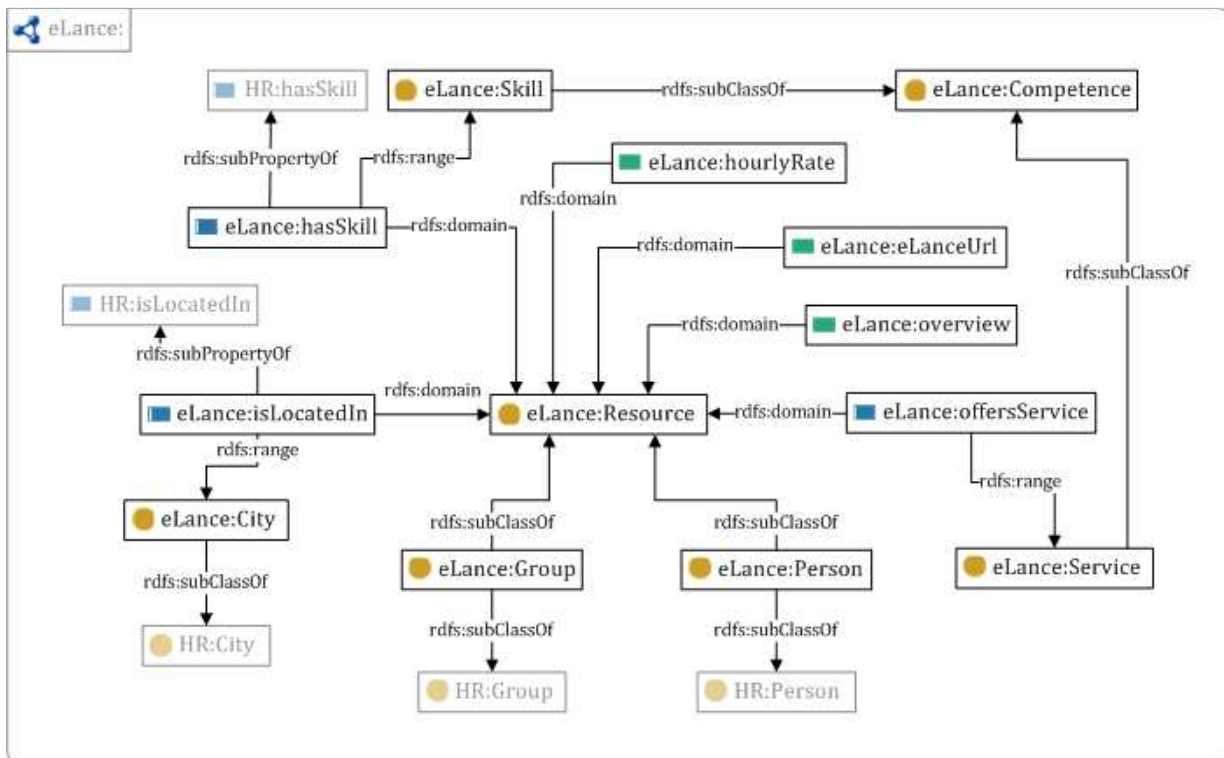 eLance:
HR:hasSkill
eLance:Skill
rdfs:subClassOf
eLance:Competence
rdfs:subPropertyOf
rdfs:range
eLance:hourlyRate
rdfs:domain
eLance:hasSkill
rdfs:domain
rdfs:domain
eLance:eLanceUrl
rdfs:subClassOf
HR:isLocatedIn
rdfs:domain
eLance:overview
rdfs:subPropertyOf
rdfs:domain
eLance:isLocatedIn
eLance:Resource
rdfs:domain
eLance:offersService
rdfs:range
rdfs:range
eLance:City
rdfs:subClassOf
rdfs:subClassOf
eLance:Group
eLance:Person
eLance:Service
rdfs:subClassOf
rdfs:subClassOf
rdfs:subClassOf
HR:City
HR:Group
HR:Person